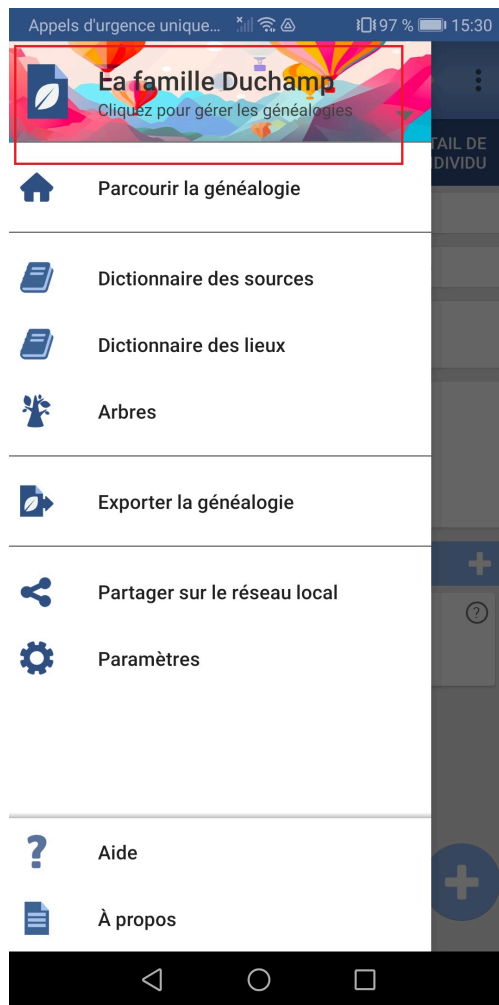 Appels d'urgence unique... 97 % 15:30
Ea famille Duchamp
Cliquez pour gérer les généalogies
TAIL DE
DIVIDU
Parcourir la généalogie
Dictionnaire des sources
Dictionnaire des lieux
Arbres
Exporter la généalogie
Partager sur le réseau local
?
Paramètres
? Aide
À propos